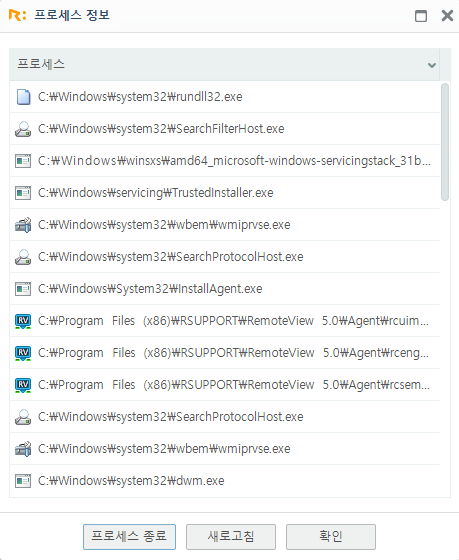 R: 프로세스 정보
프로세스
C:₩Windows₩system32₩rundll32.exe
C:₩Windows₩system32₩SearchFilterHost.exe
C:₩Windows₩winsxs₩amd64_microsoft-windows-servicingstack_31b...
C:₩Windows₩servicing₩TrustedInstaller.exe
C:₩Windows₩system32₩wbem₩wmiprvse.exe
C:₩Windows₩system32₩SearchProtocolHost.exe
C:₩Windows₩System32₩InstallAgent.exe
RV C:₩Program Files (x86)₩RSUPPORT₩RemoteView 5.0₩Agent₩rcuim...
RV C:₩Program Files (x86)₩RSUPPORT₩RemoteView 5.0₩Agent₩rceng...
RV C:₩Program Files (x86)₩RSUPPORT₩RemoteView 5.0₩Agent₩rcsem...
C:₩Windows₩system32₩SearchProtocolHost.exe
C:₩Windows₩system32₩wbem₩wmiprvse.exe
C:₩Windows₩system32₩dwm.exe
프로세스 종료 새로고침 확인